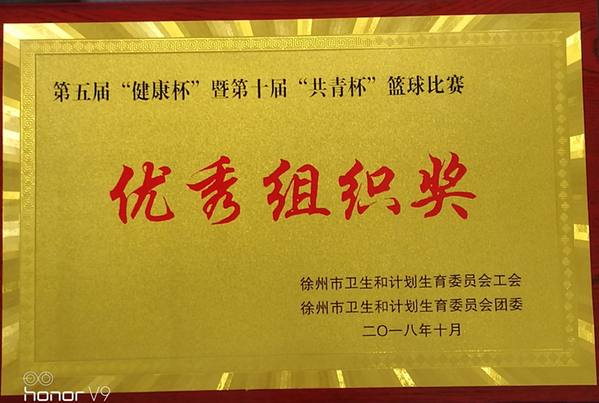 第五届“健康杯”暨第十届“共青杯”篮球比赛
优秀组织奖
徐州市卫生和计划生育委员会工会
徐州市卫生和计划生育委员会团委
二〇一八年十月
honor V9